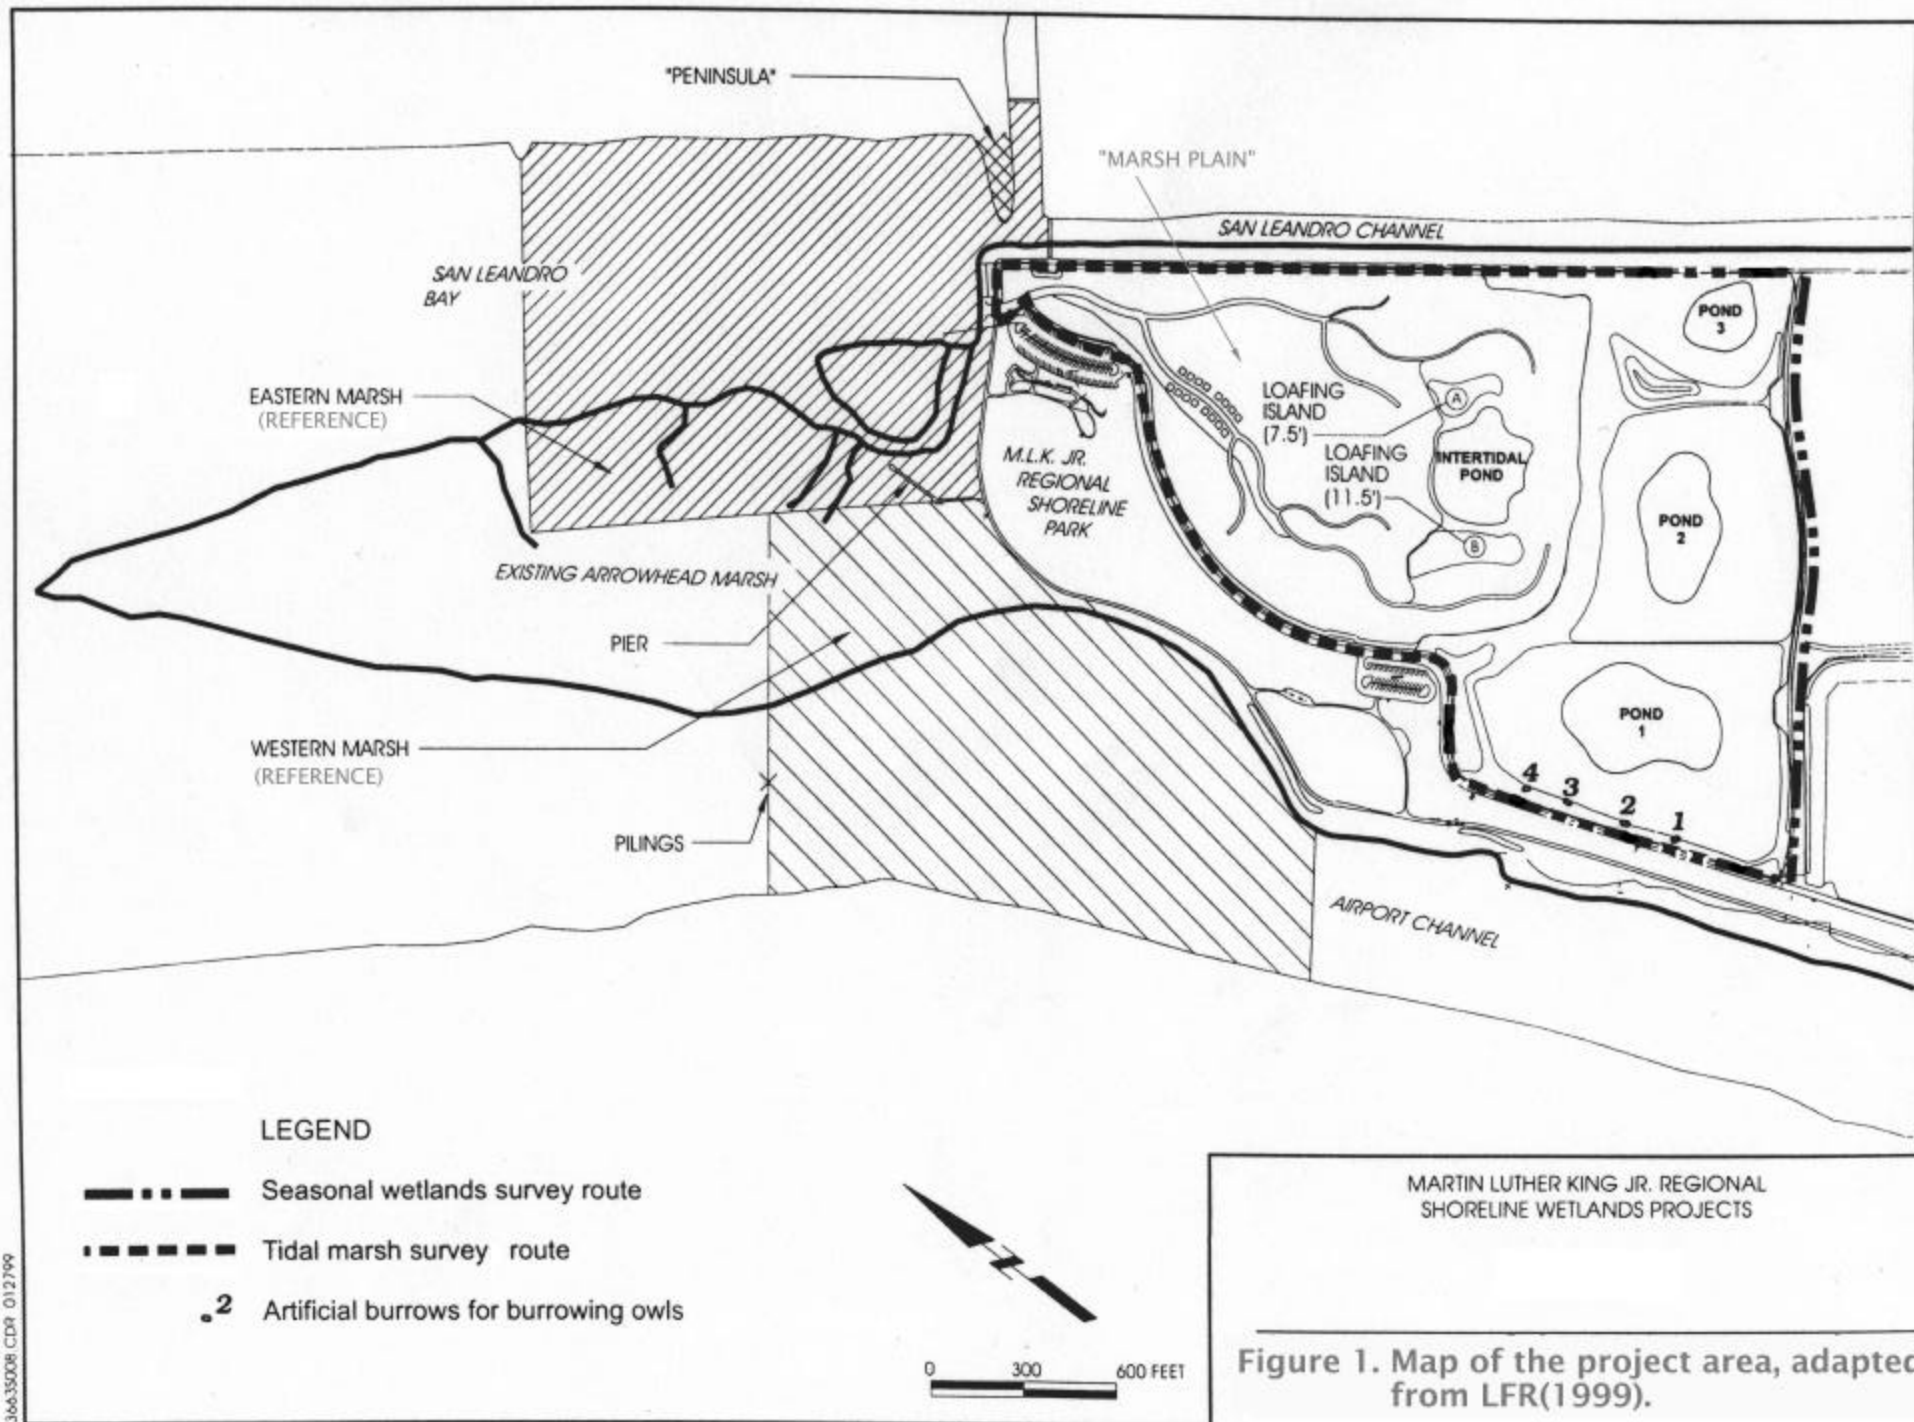 "PENINSULA"
"MARSH PLAIN"
SAN LEANDRO CHANNEL
SAN LEANDRO
BAY
POND
3
EASTERN MARSH
(REFERENCE)
LOAFING
ISLAND
(7.5')
A
LOAFING
ISLAND
(11.5')
INTERTIDAL
POND
B
M.L.K. JR.
REGIONAL
SHORELINE
PARK
POND
2
EXISTING ARROWHEAD MARSH
PIER
WESTERN MARSH
(REFERENCE)
POND
1
PILINGS
4
3
2
1
AIRPORT CHANNEL
LEGEND
Seasonal wetlands survey route
Tidal marsh survey route
2 Artificial burrows for burrowing owls
0 300 600 FEET
MARTIN LUTHER KING JR. REGIONAL
SHORELINE WETLANDS PROJECTS
Figure 1. Map of the project area, adapted
from LFR(1999).
36635008 CDR 012799